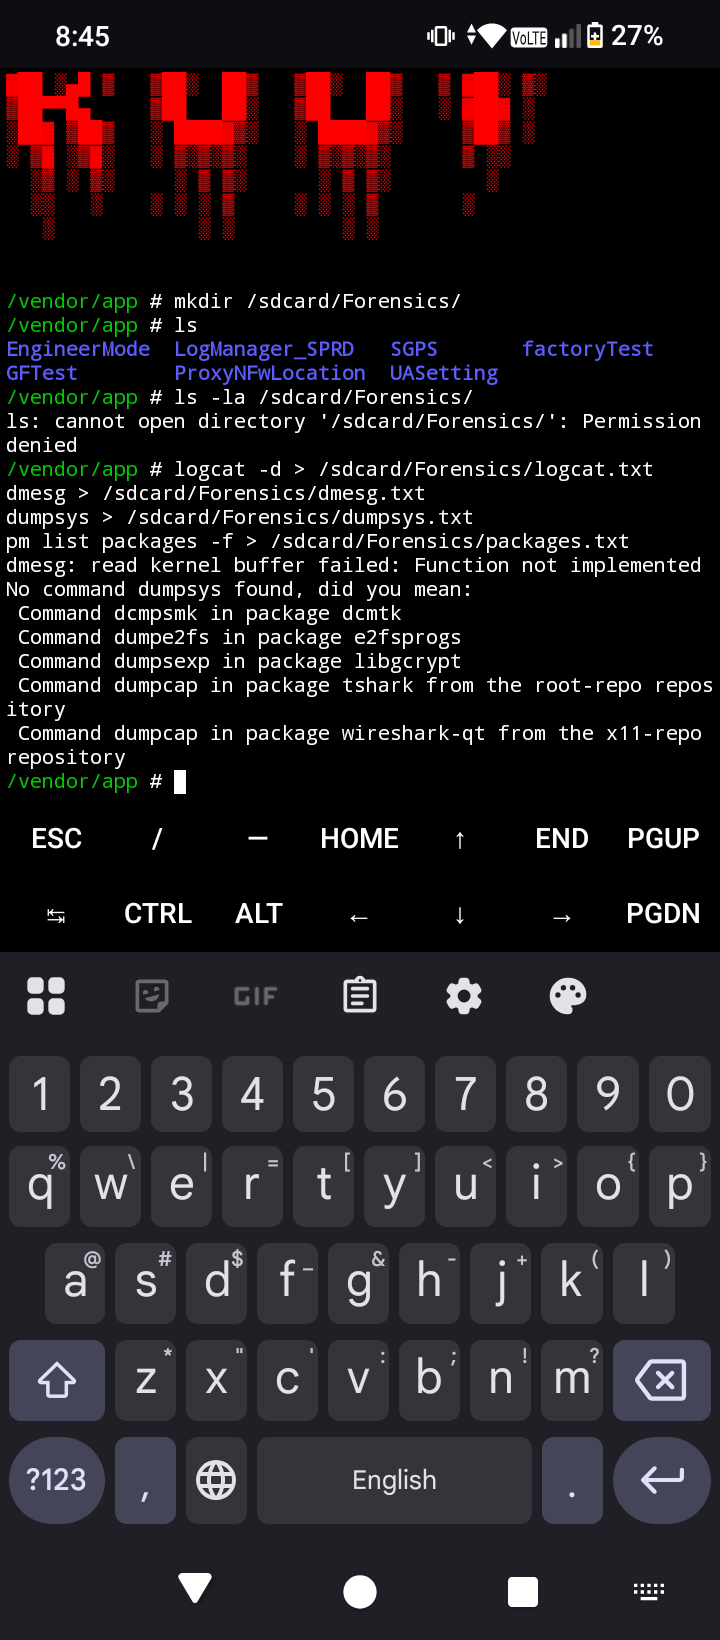 8:45 VoLTE 27%
/vendor/app # mkdir /sdcard/Forensics/
/vendor/app # ls
EngineerMode LogManager_SPRD SGPS factoryTest
GFTest ProxyNFwLocation UASetting
/vendor/app # ls -la /sdcard/Forensics/
ls: cannot open directory '/sdcard/Forensics/': Permission
denied
/vendor/app # logcat -d > /sdcard/Forensics/logcat.txt
dmesg > /sdcard/Forensics/dmesg.txt
dumpsys > /sdcard/Forensics/dumpsys.txt
pm list packages -f > /sdcard/Forensics/packages.txt
dmesg: read kernel buffer failed: Function not implemented
No command dumpsys found, did you mean:
Command dcmpsmk in package dcmtk
Command dumpe2fs in package e2fsprogs
Command dumpsexp in package libgcrypt
Command dumpcap in package tshark from the root-repo repos
itory
Command dumpcap in package wireshark-qt from the x11-repo
repository
/vendor/app #
ESC / — HOME ↑ END PGUP
↹ CTRL ALT ← ↓ → PGDN
GIF
1 2 3 4 5 6 7 8 9 0
q % w \ e | r = t [ y ] u < i > o { p }
a @ s # d $ f _ g & h - j + k ( l )
z * x " c ' v : b ; n ! m ?
?123 , English .